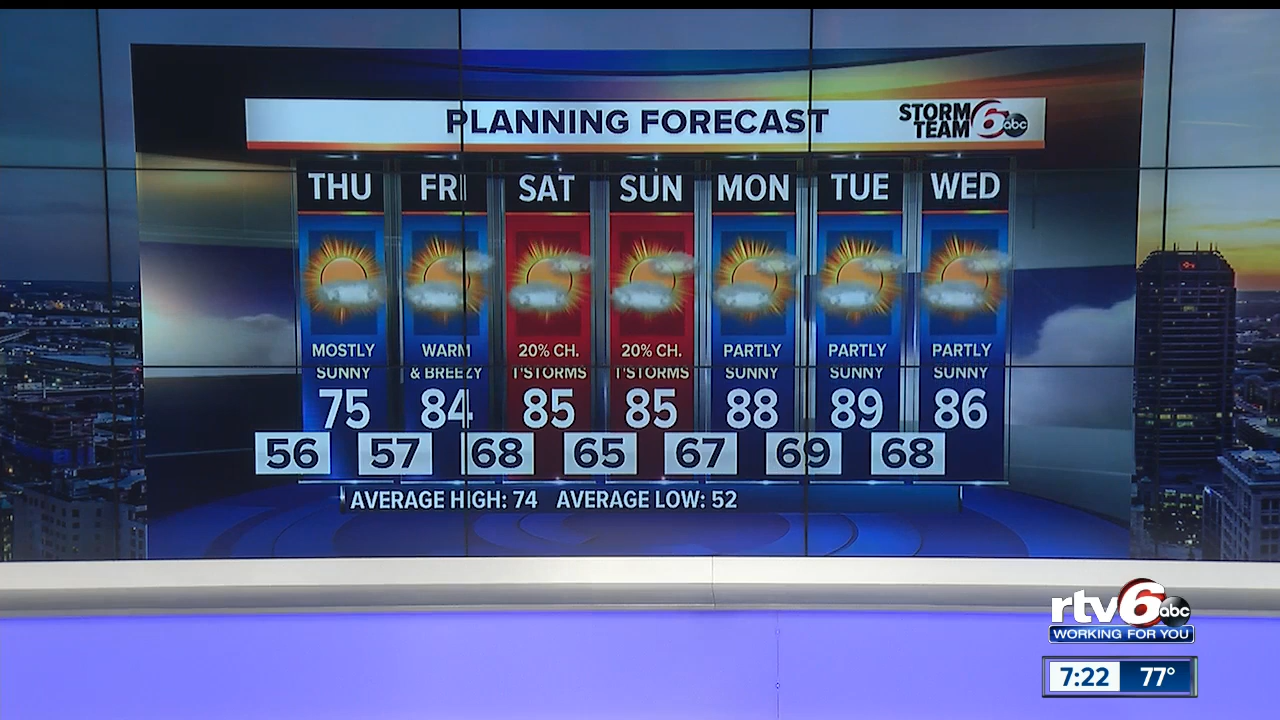 PLANNING FORECAST
STORM TEAM 6 abc
THU FRI SAT SUN MON TUE WED
MOSTLY SUNNY
WARM & BREEZY
20% CH. T'STORMS
20% CH. T'STORMS
PARTLY SUNNY
PARTLY SUNNY
PARTLY SUNNY
75 84 85 85 88 89 86
56 57 68 65 67 69 68
AVERAGE HIGH: 74 AVERAGE LOW: 52
rtv6 abc
WORKING FOR YOU
7:22 77°